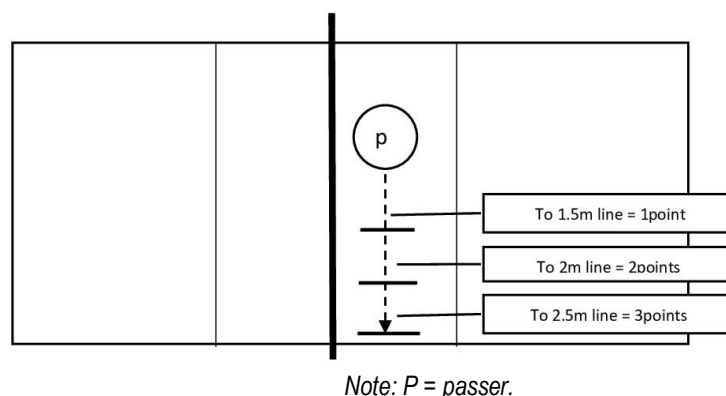 p
To 1.5m line = 1point
To 2m line = 2points
To 2.5m line = 3points
Note: P = passer.